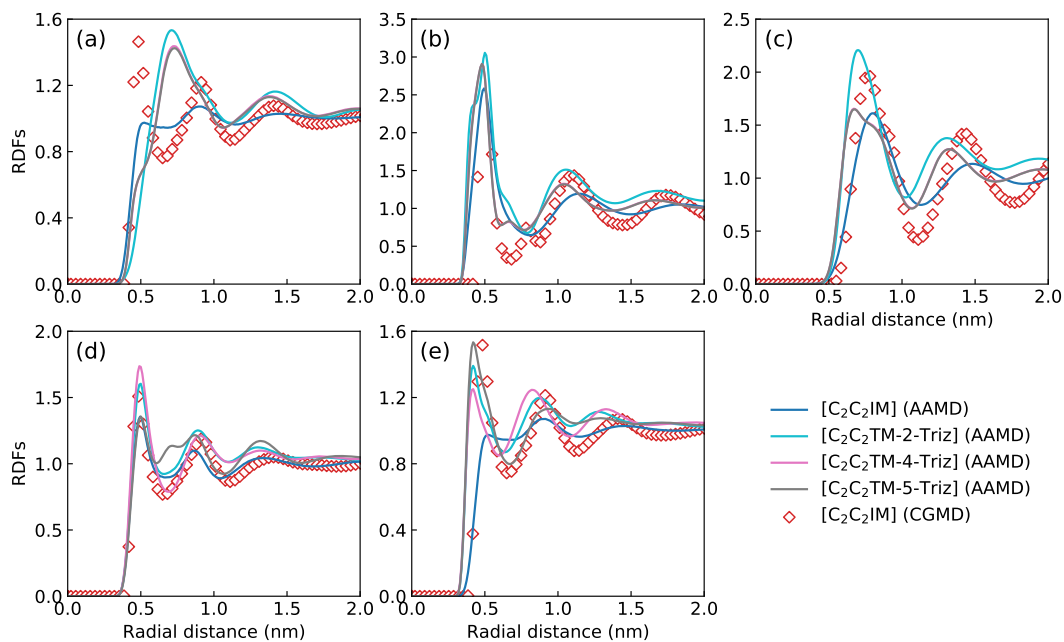 (a)
RDFs
1.6
1.2
0.8
0.4
0.0
0.0 0.5 1.0 1.5 2.0
(b)
3.5
3.0
2.5
2.0
1.5
1.0
0.5
0.0
0.0 0.5 1.0 1.5 2.0
(c)
2.5
2.0
1.5
1.0
0.5
0.0
0.0 0.5 1.0 1.5 2.0
Radial distance (nm)
(d)
RDFs
2.0
1.5
1.0
0.5
0.0
0.0 0.5 1.0 1.5 2.0
Radial distance (nm)
(e)
1.6
1.2
0.8
0.4
0.0
0.0 0.5 1.0 1.5 2.0
Radial distance (nm)
[C₂C₂IM] (AAMD)
[C₂C₂TM-2-Triz] (AAMD)
[C₂C₂TM-4-Triz] (AAMD)
[C₂C₂TM-5-Triz] (AAMD)
[C₂C₂IM] (CGMD)